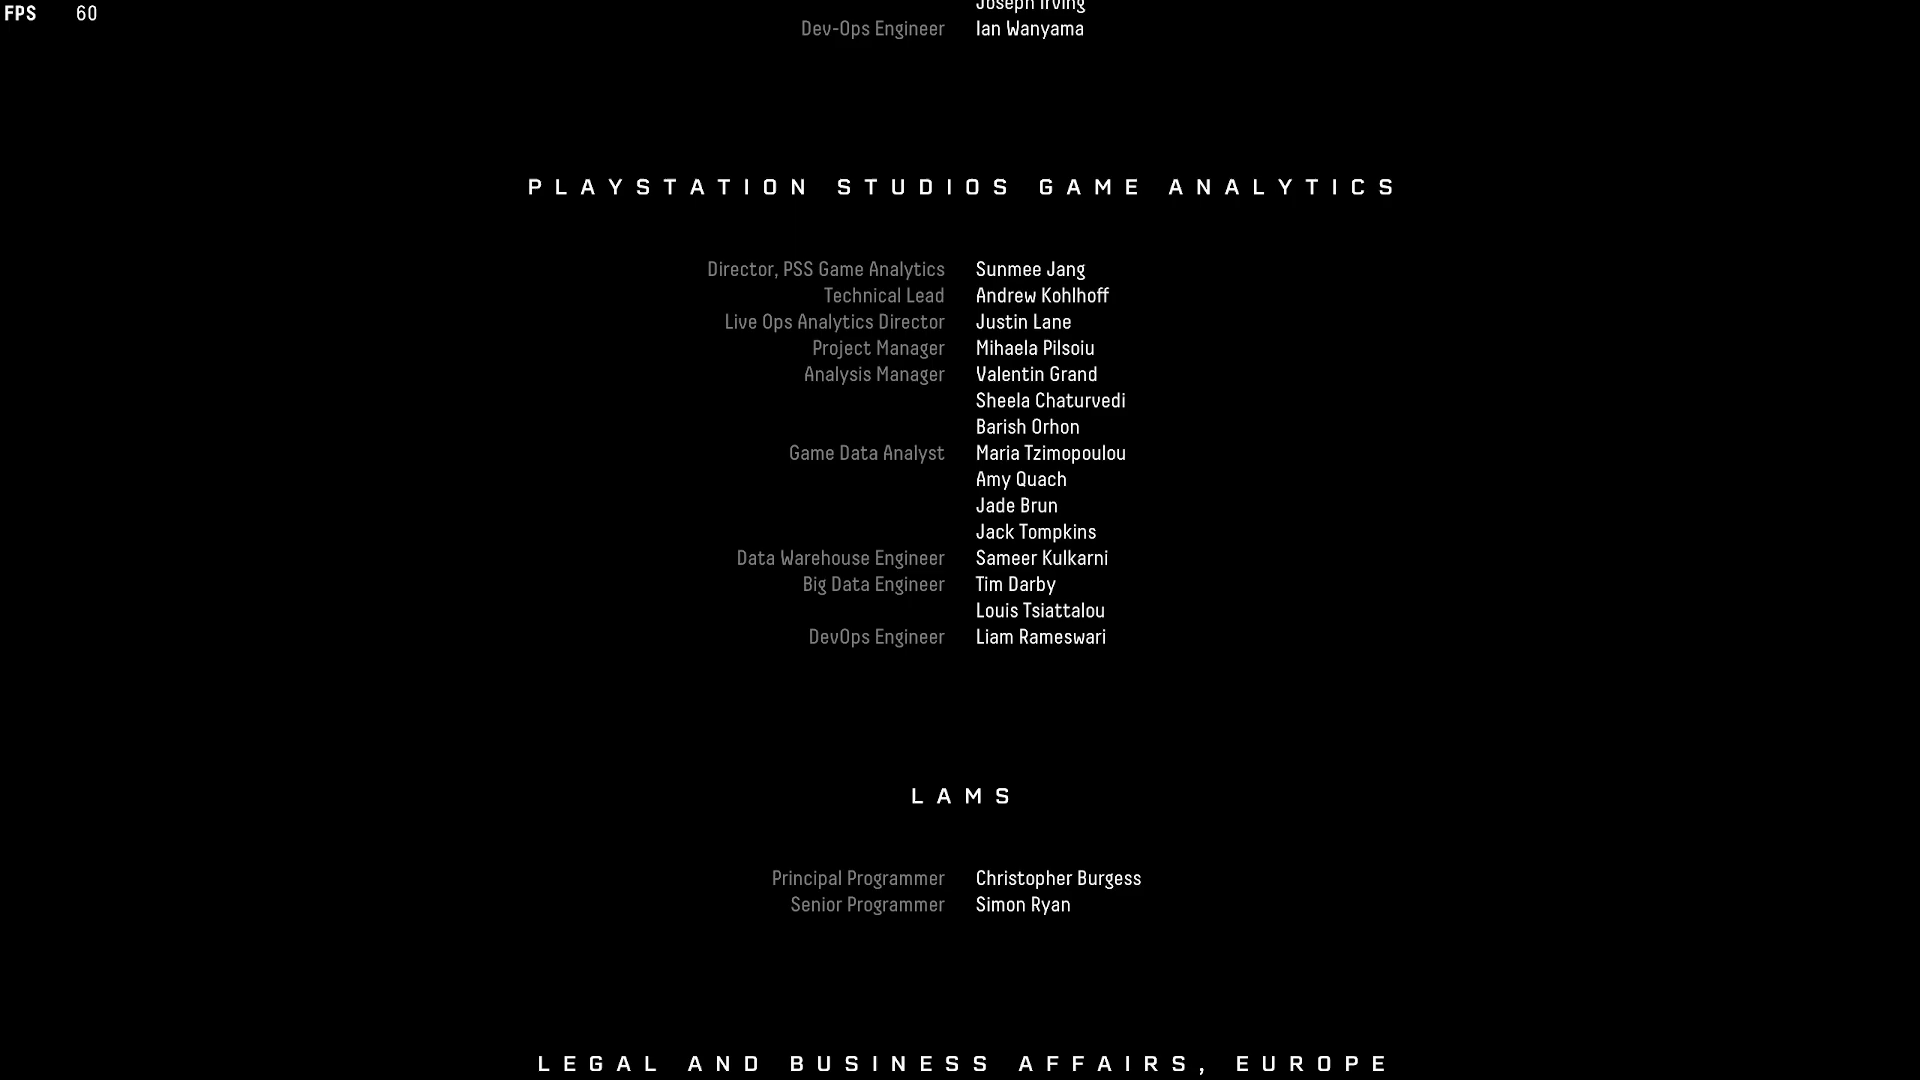 FPS 60
Joseph Irving
Dev-Ops Engineer Ian Wanyama
PLAYSTATION STUDIOS GAME ANALYTICS
Director, PSS Game Analytics Sunmee Jang
Technical Lead Andrew Kohlhoff
Live Ops Analytics Director Justin Lane
Project Manager Mihaela Pilsoiu
Analysis Manager Valentin Grand
Sheela Chaturvedi
Barish Orhon
Game Data Analyst Maria Tzimopoulou
Amy Quach
Jade Brun
Jack Tompkins
Data Warehouse Engineer Sameer Kulkarni
Big Data Engineer Tim Darby
Louis Tsiattalou
DevOps Engineer Liam Rameswari
LAMS
Principal Programmer Christopher Burgess
Senior Programmer Simon Ryan
LEGAL AND BUSINESS AFFAIRS, EUROPE